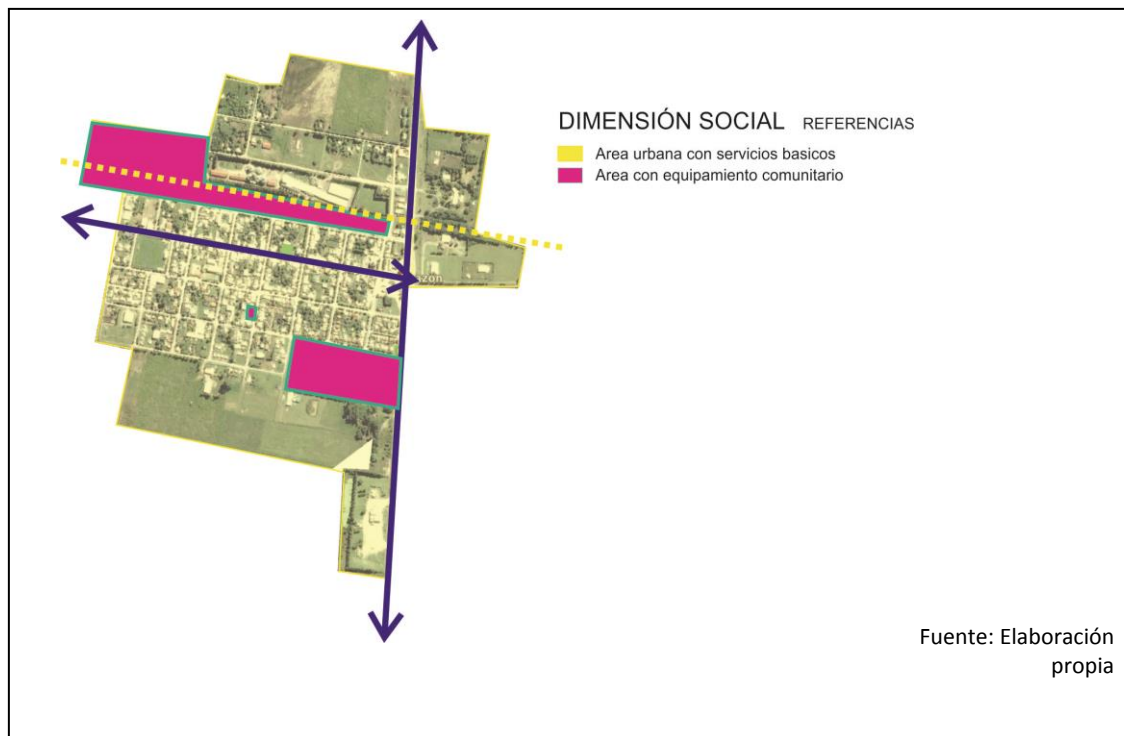 DIMENSIÓN SOCIAL REFERENCIAS
Area urbana con servicios basicos
Area con equipamiento comunitario
Fuente: Elaboración
propia